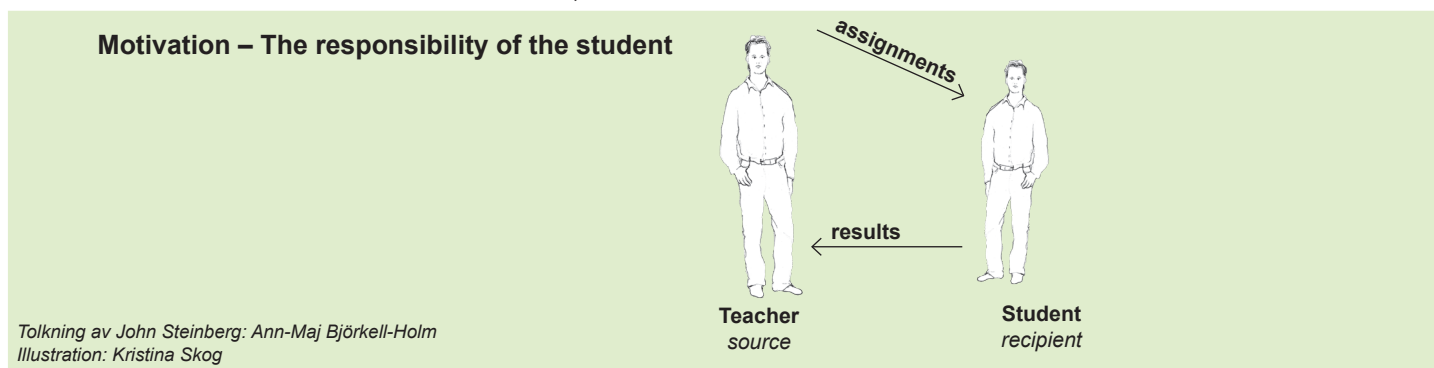 Motivation – The responsibility of the student
assignments
results
Teacher
source
Student
recipient
Tolkning av John Steinberg: Ann-Maj Björkell-Holm
Illustration: Kristina Skog